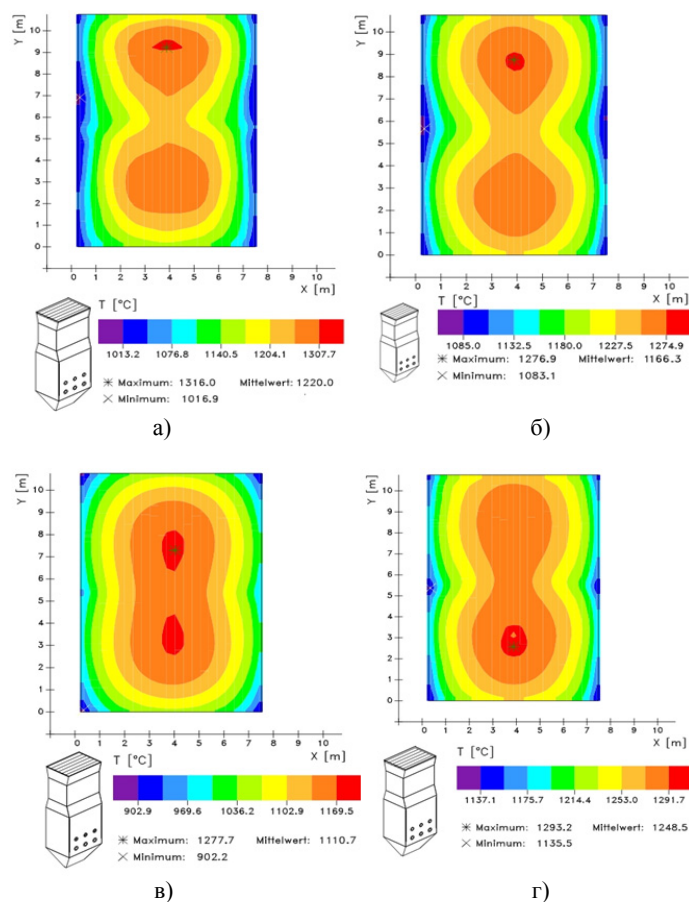 Y [m]
10
9
8
7
6
5
4
3
2
1
0
0 1 2 3 4 5 6 7 8 9 10
X [m]
T [°C]
1013.2 1076.8 1140.5 1204.1 1307.7
Maximum: 1316.0 Mittelwert: 1220.0
Minimum: 1016.9
а)
Y [m]
10
9
8
7
6
5
4
3
2
1
0
0 1 2 3 4 5 6 7 8 9 10
X [m]
T [°C]
1085.0 1132.5 1180.0 1227.5 1274.9
Maximum: 1276.9 Mittelwert: 1166.3
Minimum: 1083.1
б)
Y [m]
10
9
8
7
6
5
4
3
2
1
0
0 1 2 3 4 5 6 7 8 9 10
X [m]
T [°C]
902.9 969.6 1036.2 1102.9 1169.5
Maximum: 1277.7 Mittelwert: 1110.7
Minimum: 902.2
в)
Y [m]
10
9
8
7
6
5
4
3
2
1
0
0 1 2 3 4 5 6 7 8 9 10
X [m]
T [°C]
1137.1 1175.7 1214.4 1253.0 1291.7
Maximum: 1293.2 Mittelwert: 1248.5
Minimum: 1135.5
г)